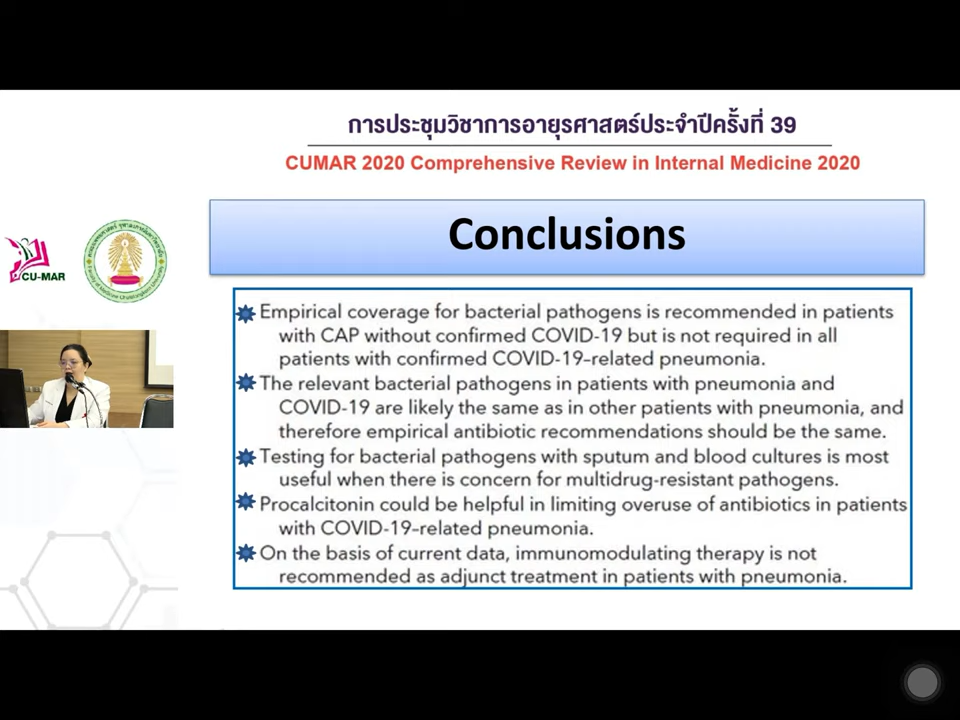 การประชุมวิชาการอายุรศาสตร์ประจำปีครั้งที่ 39
CUMAR 2020 Comprehensive Review in Internal Medicine 2020
Conclusions
CU-MAR
Empirical coverage for bacterial pathogens is recommended in patients
with CAP without confirmed COVID-19 but is not required in all
patients with confirmed COVID-19–related pneumonia.
The relevant bacterial pathogens in patients with pneumonia and
COVID-19 are likely the same as in other patients with pneumonia, and
therefore empirical antibiotic recommendations should be the same.
Testing for bacterial pathogens with sputum and blood cultures is most
useful when there is concern for multidrug-resistant pathogens.
Procalcitonin could be helpful in limiting overuse of antibiotics in patients
with COVID-19–related pneumonia.
On the basis of current data, immunomodulating therapy is not
recommended as adjunct treatment in patients with pneumonia.